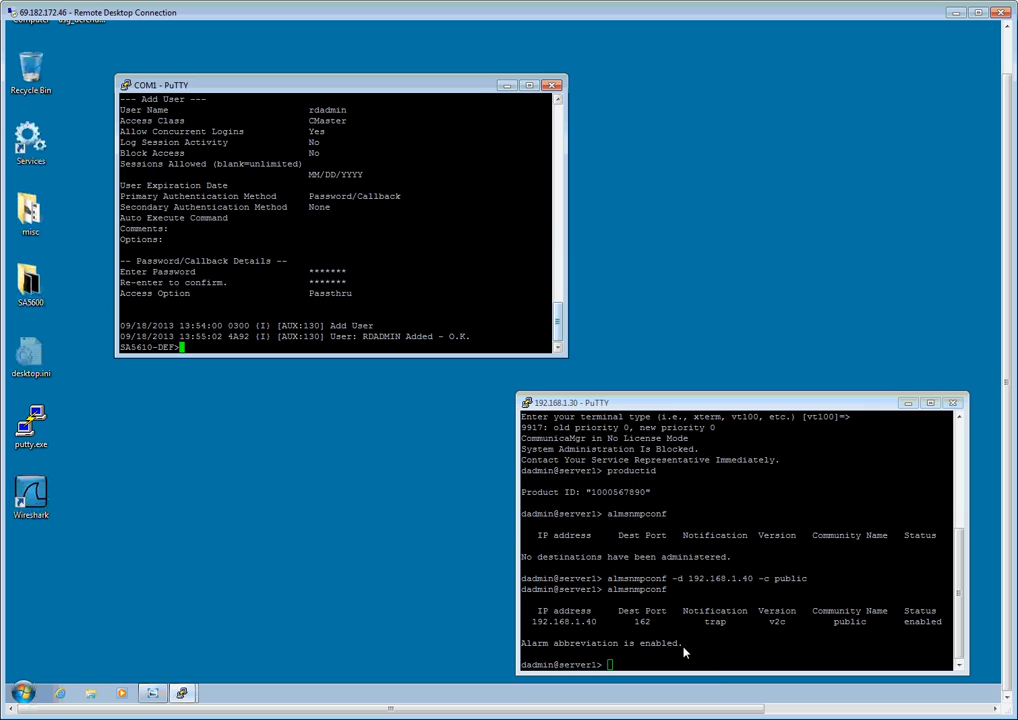 69.182.172.46 - Remote Desktop Connection
Recycle Bin
Services
misc
SA5600
desktop.ini
putty.exe
Wireshark
COM1 - PuTTY
--- Add User ---
User Name rdadmin
Access Class CMaster
Allow Concurrent Logins Yes
Log Session Activity No
Block Access No
Sessions Allowed (blank=unlimited)
MM/DD/YYYY
User Expiration Date
Primary Authentication Method Password/Callback
Secondary Authentication Method None
Auto Execute Command
Comments:
Options:
-- Password/Callback Details --
Enter Password *******
Re-enter to confirm. *******
Access Option Passthru
09/18/2013 13:54:00 0300 {I} [AUX:130] Add User
09/18/2013 13:55:02 4A92 {I} [AUX:130] User: RDADMIN Added - O.K.
SA5610-DEF>
192.168.1.30 - PuTTY
Enter your terminal type (i.e., xterm, vt100, etc.) [vt100]=>
9917: old priority 0, new priority 0
CommunicaMgr in No License Mode
System Administration Is Blocked.
Contact Your Service Representative Immediately.
dadmin@server1> productid
Product ID: "1000567890"
dadmin@server1> almsnmpconf
IP address Dest Port Notification Version Community Name Status
No destinations have been administered.
dadmin@server1> almsnmpconf -d 192.168.1.40 -c public
dadmin@server1> almsnmpconf
IP address Dest Port Notification Version Community Name Status
192.168.1.40 162 trap v2c public enabled
Alarm abbreviation is enabled.
dadmin@server1>